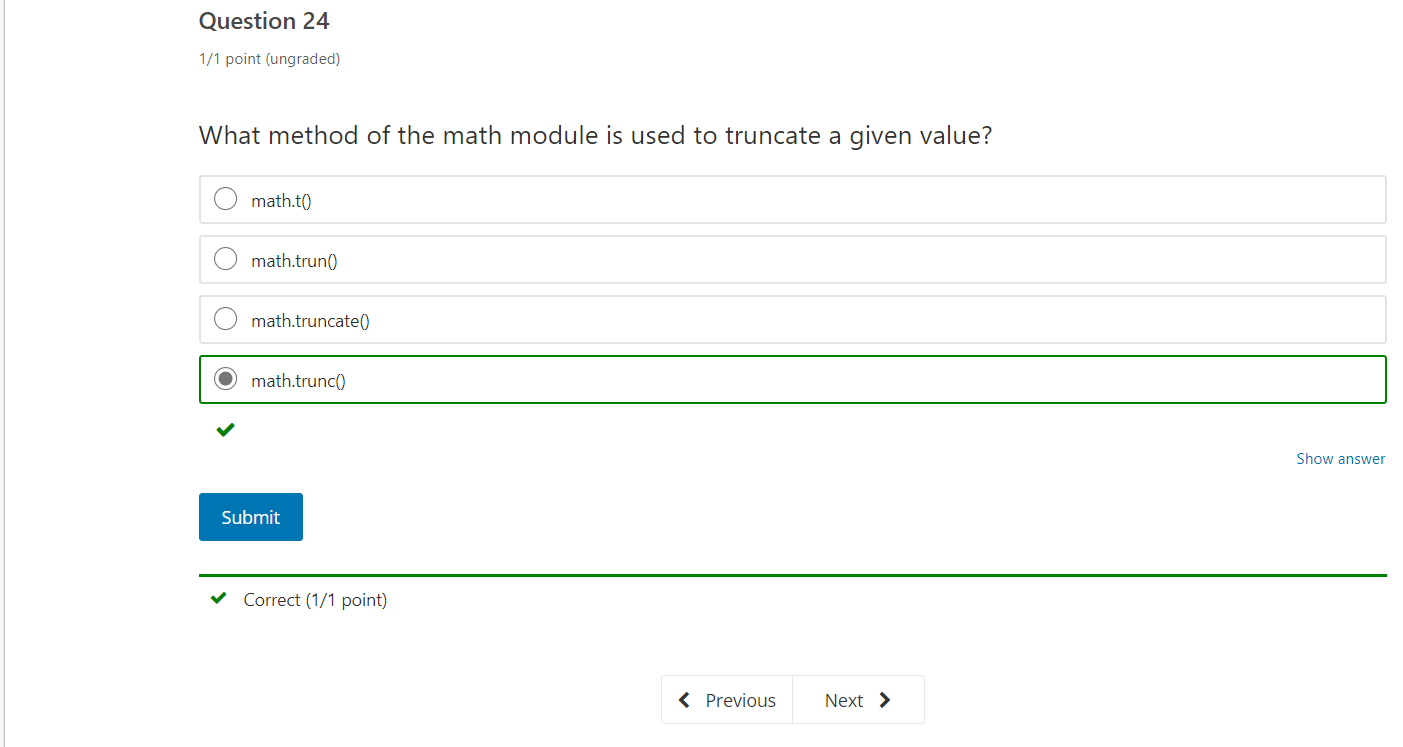 Question 24
1/1 point (ungraded)
What method of the math module is used to truncate a given value?
math.t()
math.trun()
math.truncate()
math.trunc()
Show answer
Submit
Correct (1/1 point)
Previous
Next